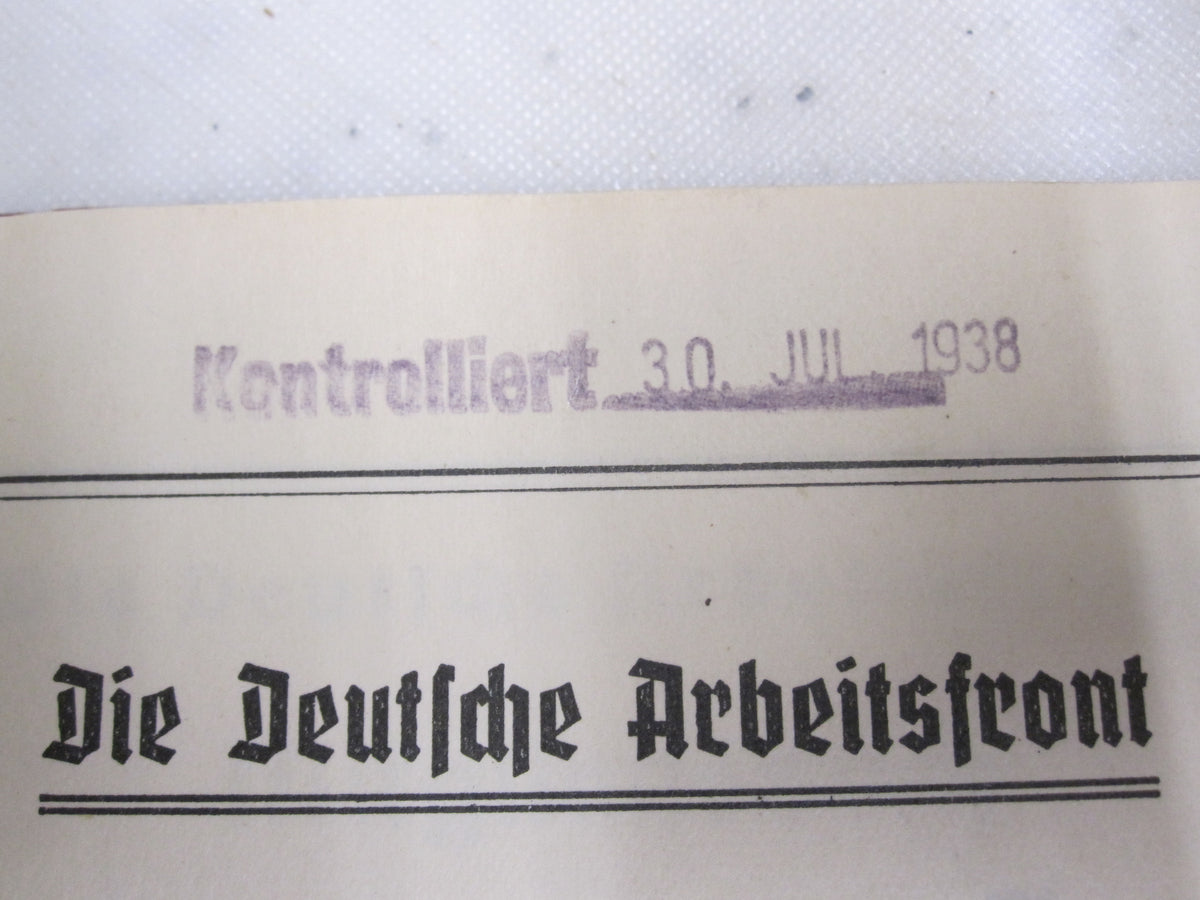 Kontrolliert 30. JUL. 1938
Die Deutsche Arbeitsfront